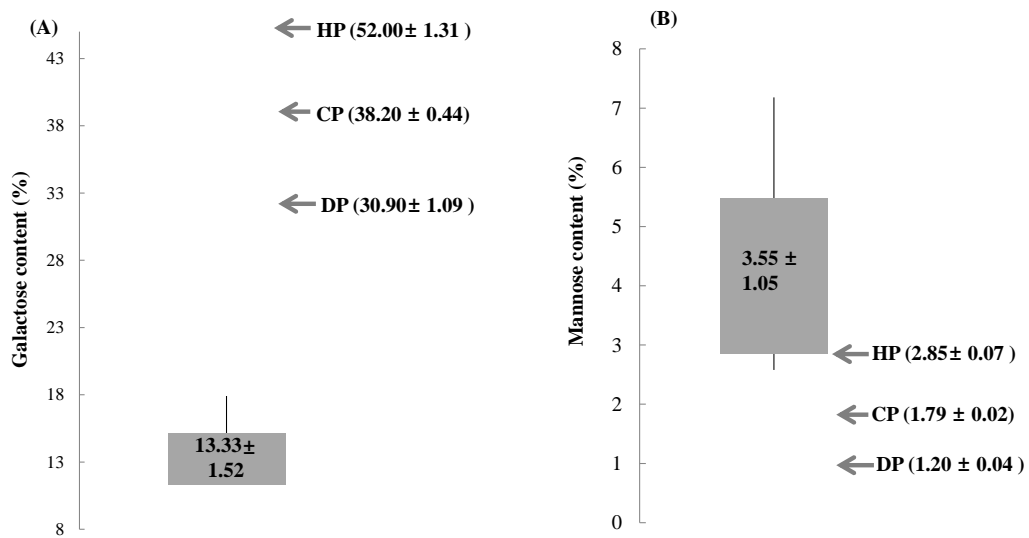 (A)
Galactose content (%)
43
38
33
28
23
18
13
8
HP (52.00± 1.31 )
CP (38.20 ± 0.44)
DP (30.90± 1.09 )
13.33±
1.52
(B)
Mannose content (%)
8
7
6
5
4
3
2
1
0
3.55 ±
1.05
HP (2.85± 0.07 )
CP (1.79 ± 0.02)
DP (1.20 ± 0.04 )